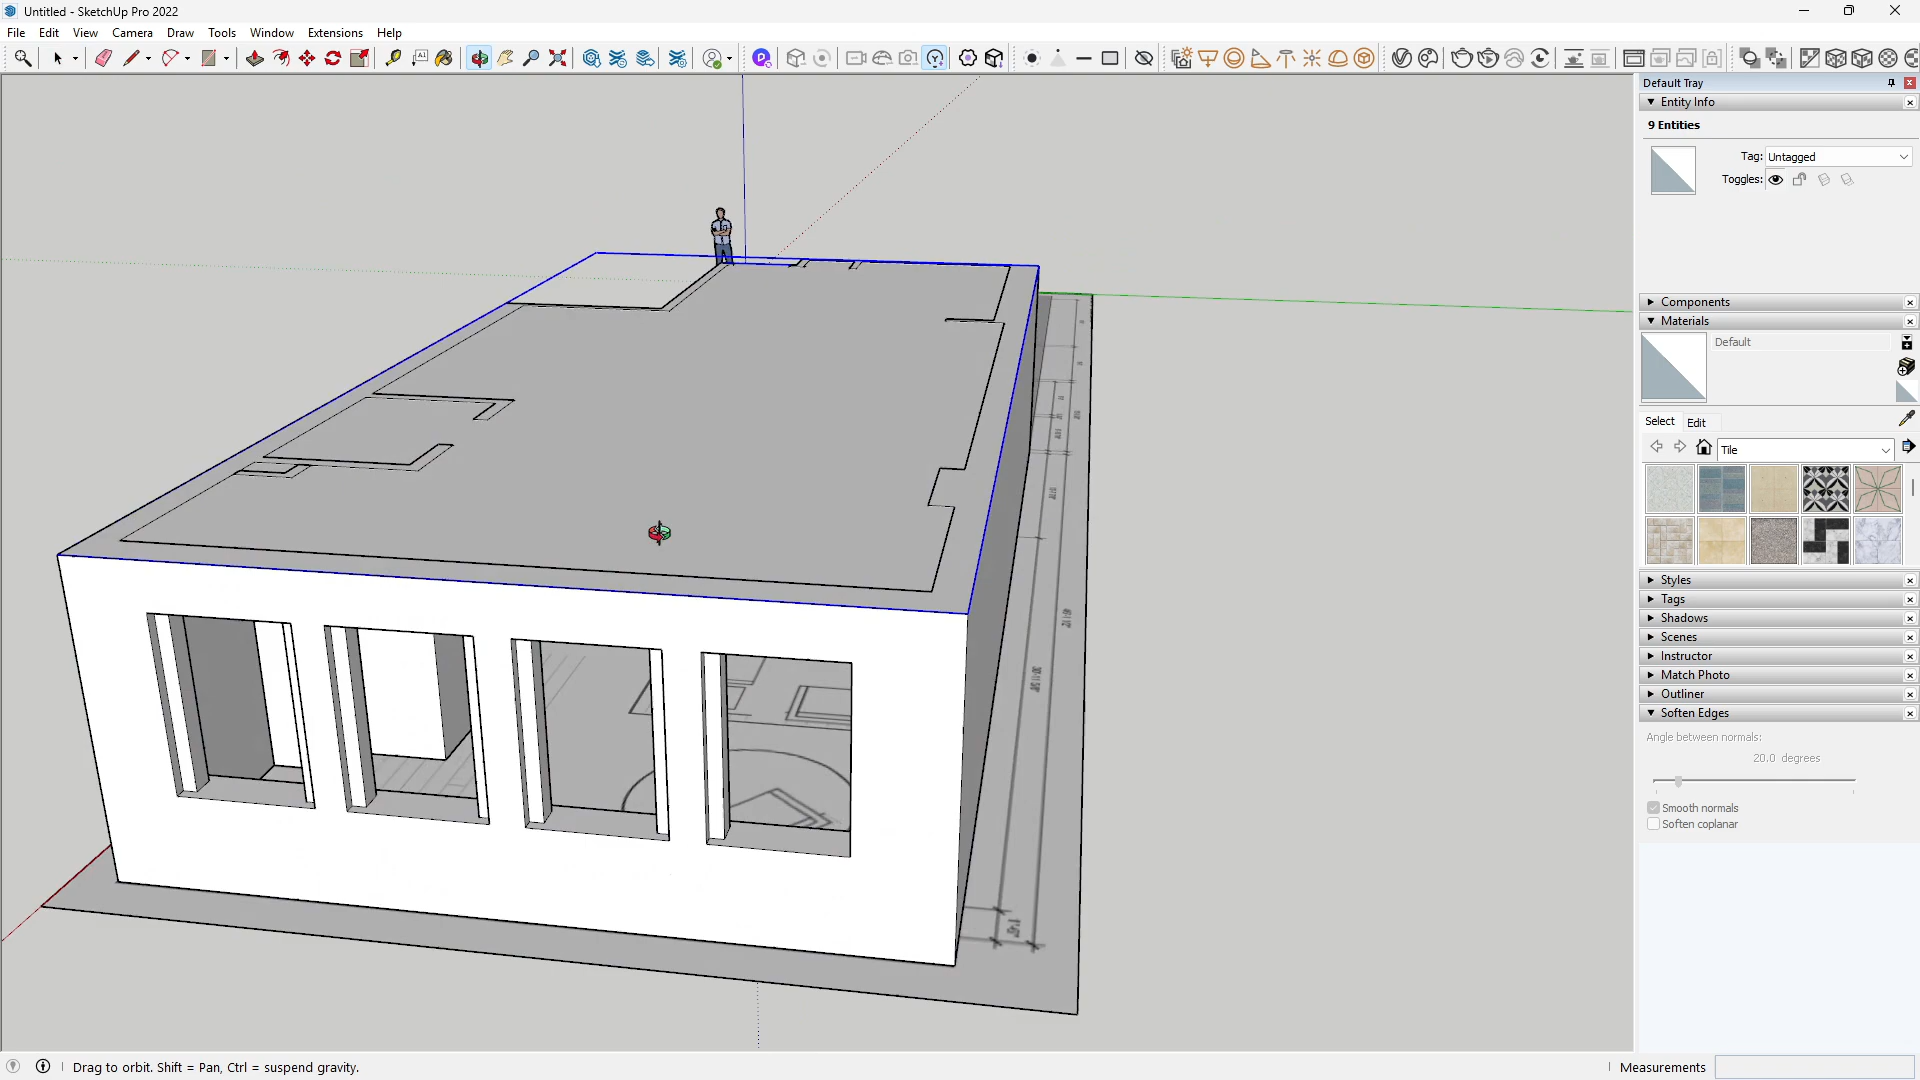 Untitled - SketchUp Pro 2022
File Edit View Camera Draw Tools Window Extensions Help
Default Tray
Entity Info
9 Entities
Tag: Untagged
Toggles:
Components
Materials
Default
Select Edit
Tile
Styles
Tags
Shadows
Scenes
Instructor
Match Photo
Outliner
Soften Edges
Angle between normals:
20.0 degrees
Smooth normals
Soften coplanar
Drag to orbit. Shift = Pan, Ctrl = suspend gravity.
Measurements